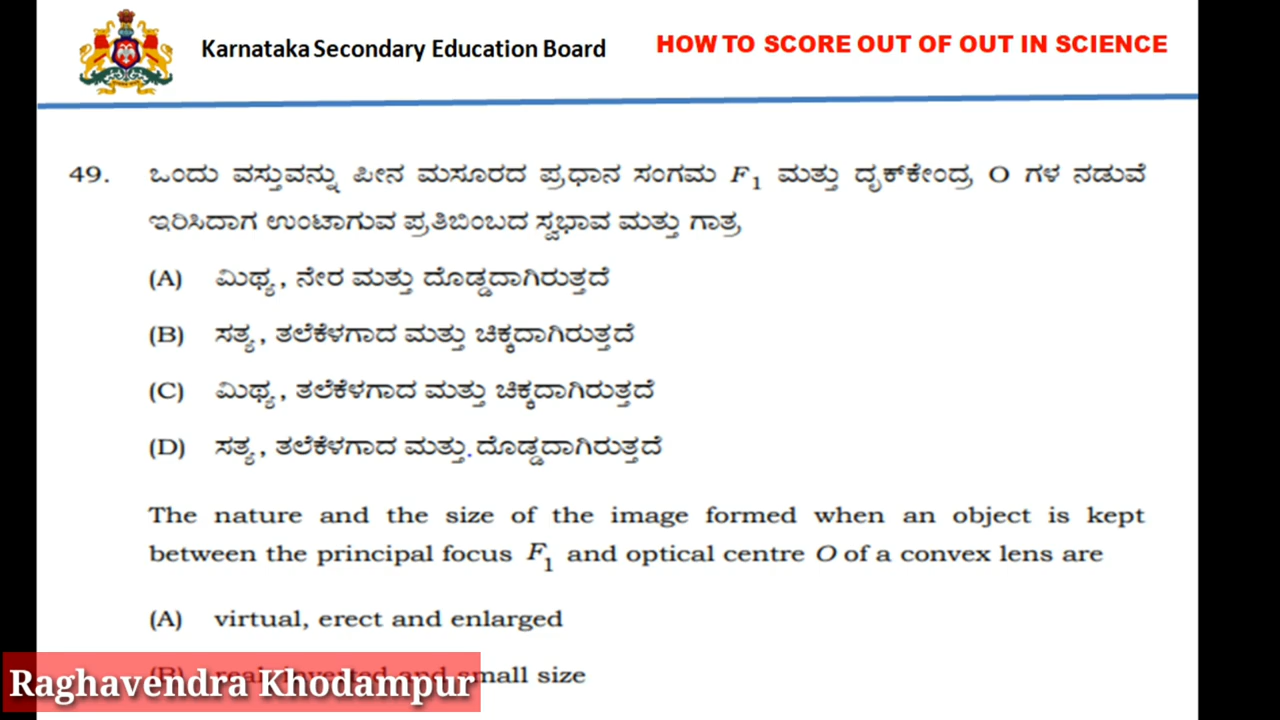 Karnataka Secondary Education Board
HOW TO SCORE OUT OF OUT IN SCIENCE
49. ಒಂದು ವಸ್ತುವನ್ನು ಪೀನ ಮಸೂರದ ಪ್ರಧಾನ ಸಂಗಮ F1 ಮತ್ತು ದೃಕ್‌ಕೇಂದ್ರ O ಗಳ ನಡುವೆ
ಇರಿಸಿದಾಗ ಉಂಟಾಗುವ ಪ್ರತಿಬಿಂಬದ ಸ್ವಭಾವ ಮತ್ತು ಗಾತ್ರ
(A) ಮಿಥ್ಯ, ನೇರ ಮತ್ತು ದೊಡ್ಡದಾಗಿರುತ್ತದೆ
(B) ಸತ್ಯ, ತಲೆಕೆಳಗಾದ ಮತ್ತು ಚಿಕ್ಕದಾಗಿರುತ್ತದೆ
(C) ಮಿಥ್ಯ, ತಲೆಕೆಳಗಾದ ಮತ್ತು ಚಿಕ್ಕದಾಗಿರುತ್ತದೆ
(D) ಸತ್ಯ, ತಲೆಕೆಳಗಾದ ಮತ್ತು ದೊಡ್ಡದಾಗಿರುತ್ತದೆ
The nature and the size of the image formed when an object is kept
between the principal focus F1 and optical centre O of a convex lens are
(A) virtual, erect and enlarged
(B) real, inverted and small size
Raghavendra Khodampur